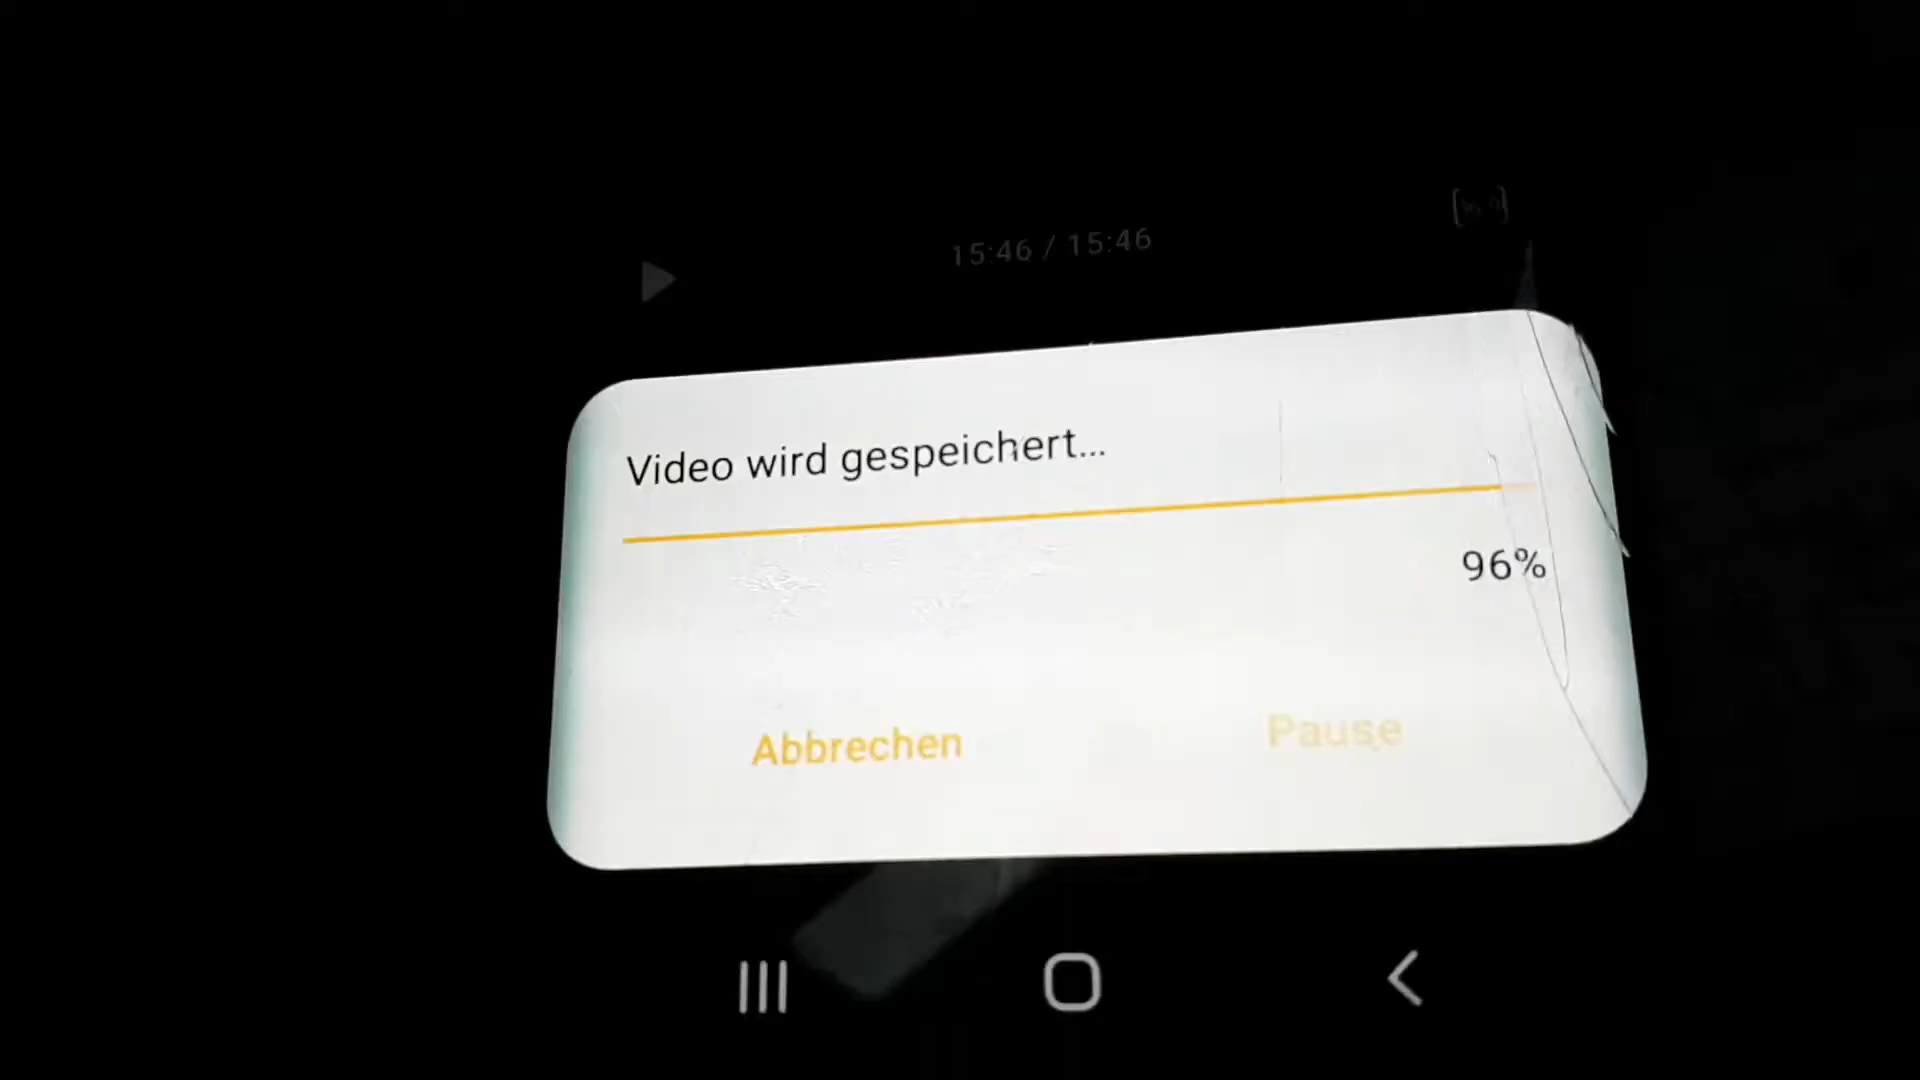 15:46 / 15:46
Video wird gespeichert...
96%
Abbrechen
Pause